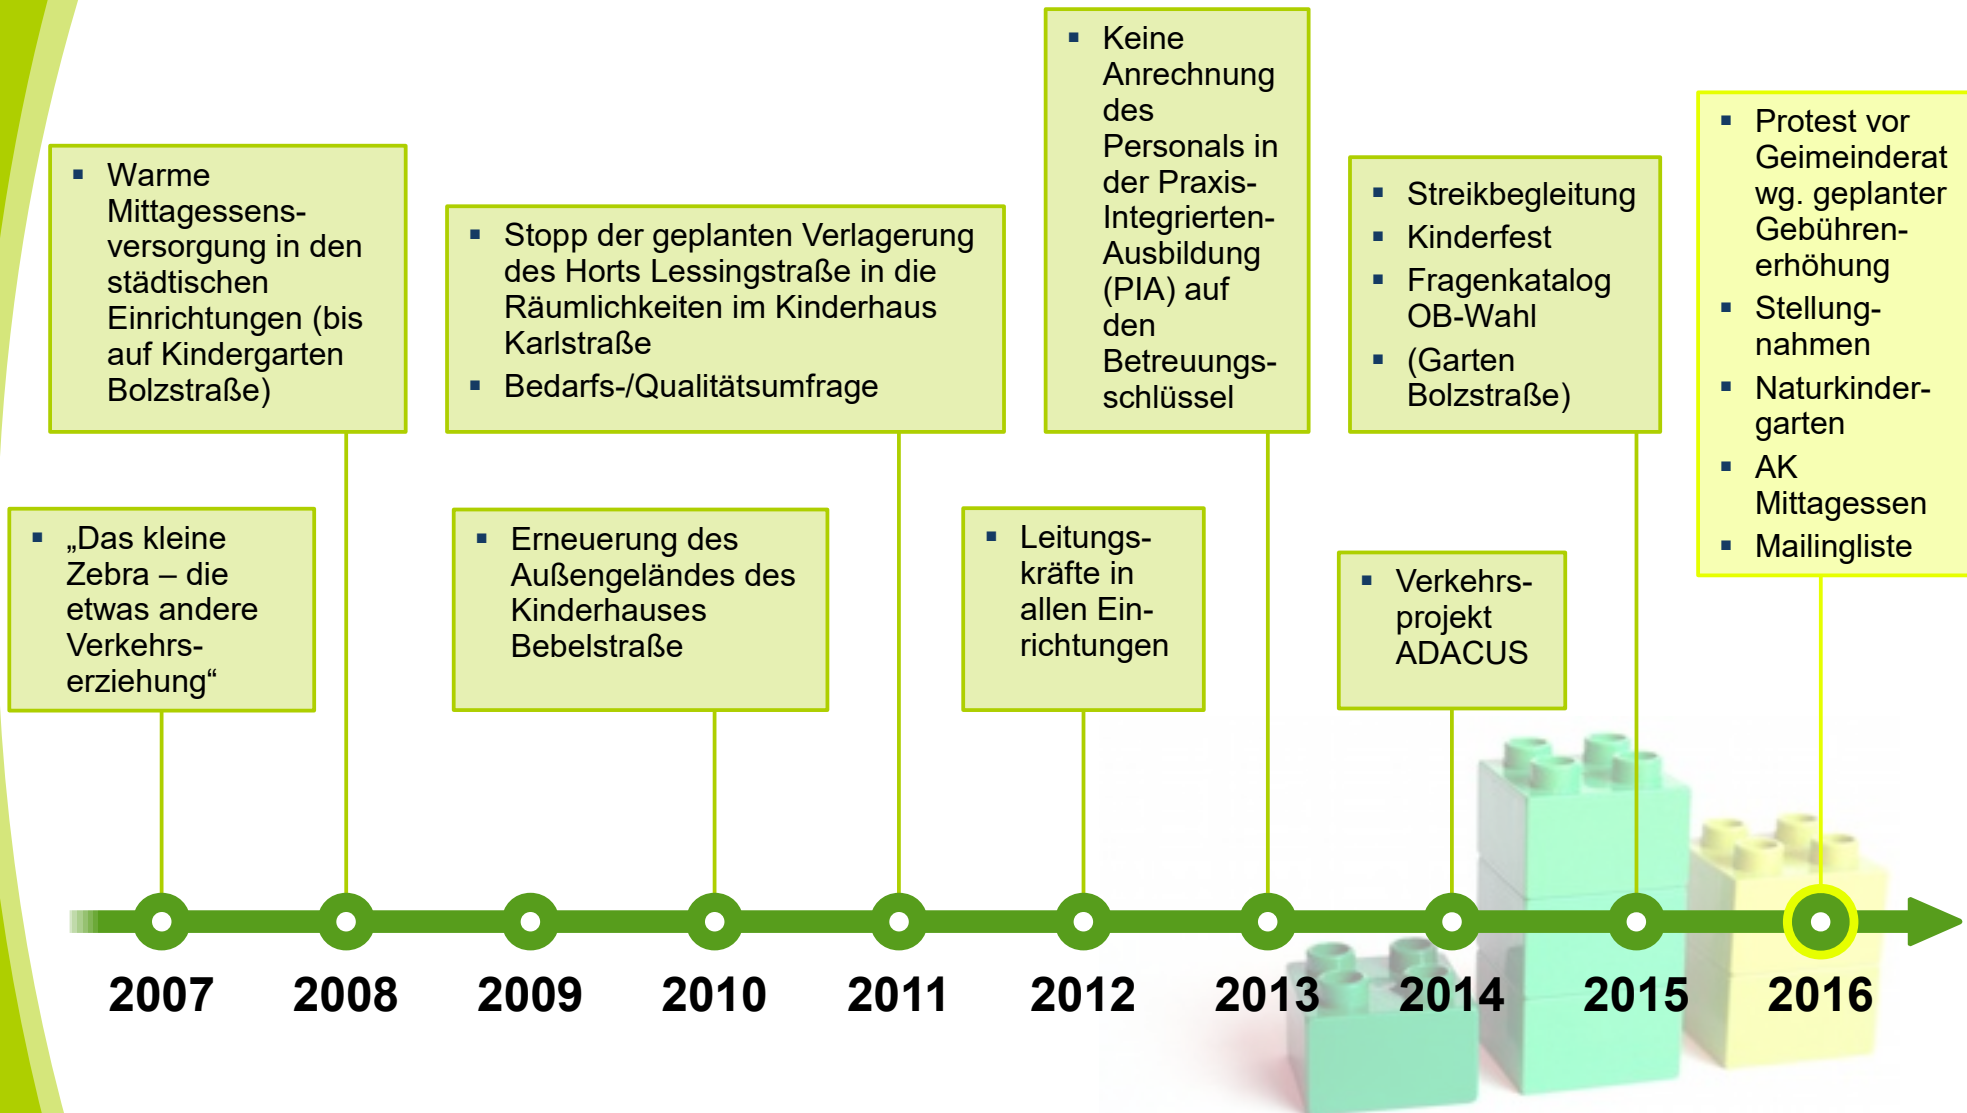 ▪ „Das kleine
Zebra – die
etwas andere
Verkehrs-
erziehung“
▪ Warme
Mittagessens-
versorgung in den
städtischen
Einrichtungen (bis
auf Kindergarten
Bolzstraße)
▪ Erneuerung des
Außengeländes des
Kinderhauses
Bebelstraße
▪ Stopp der geplanten Verlagerung
des Horts Lessingstraße in die
Räumlichkeiten im Kinderhaus
Karlstraße
▪ Bedarfs-/Qualitätsumfrage
▪ Leitungs-
kräfte in
allen Ein-
richtungen
▪ Keine
Anrechnung
des
Personals in
der Praxis-
Integrierten-
Ausbildung
(PIA) auf
den
Betreuungs-
schlüssel
▪ Verkehrs-
projekt
ADACUS
▪ Streikbegleitung
▪ Kinderfest
▪ Fragenkatalog
OB-Wahl
▪ (Garten
Bolzstraße)
▪ Protest vor
Geimeinderat
wg. geplanter
Gebühren-
erhöhung
▪ Stellung-
nahmen
▪ Naturkinder-
garten
▪ AK
Mittagessen
▪ Mailingliste
2007 2008 2009 2010 2011 2012 2013 2014 2015 2016